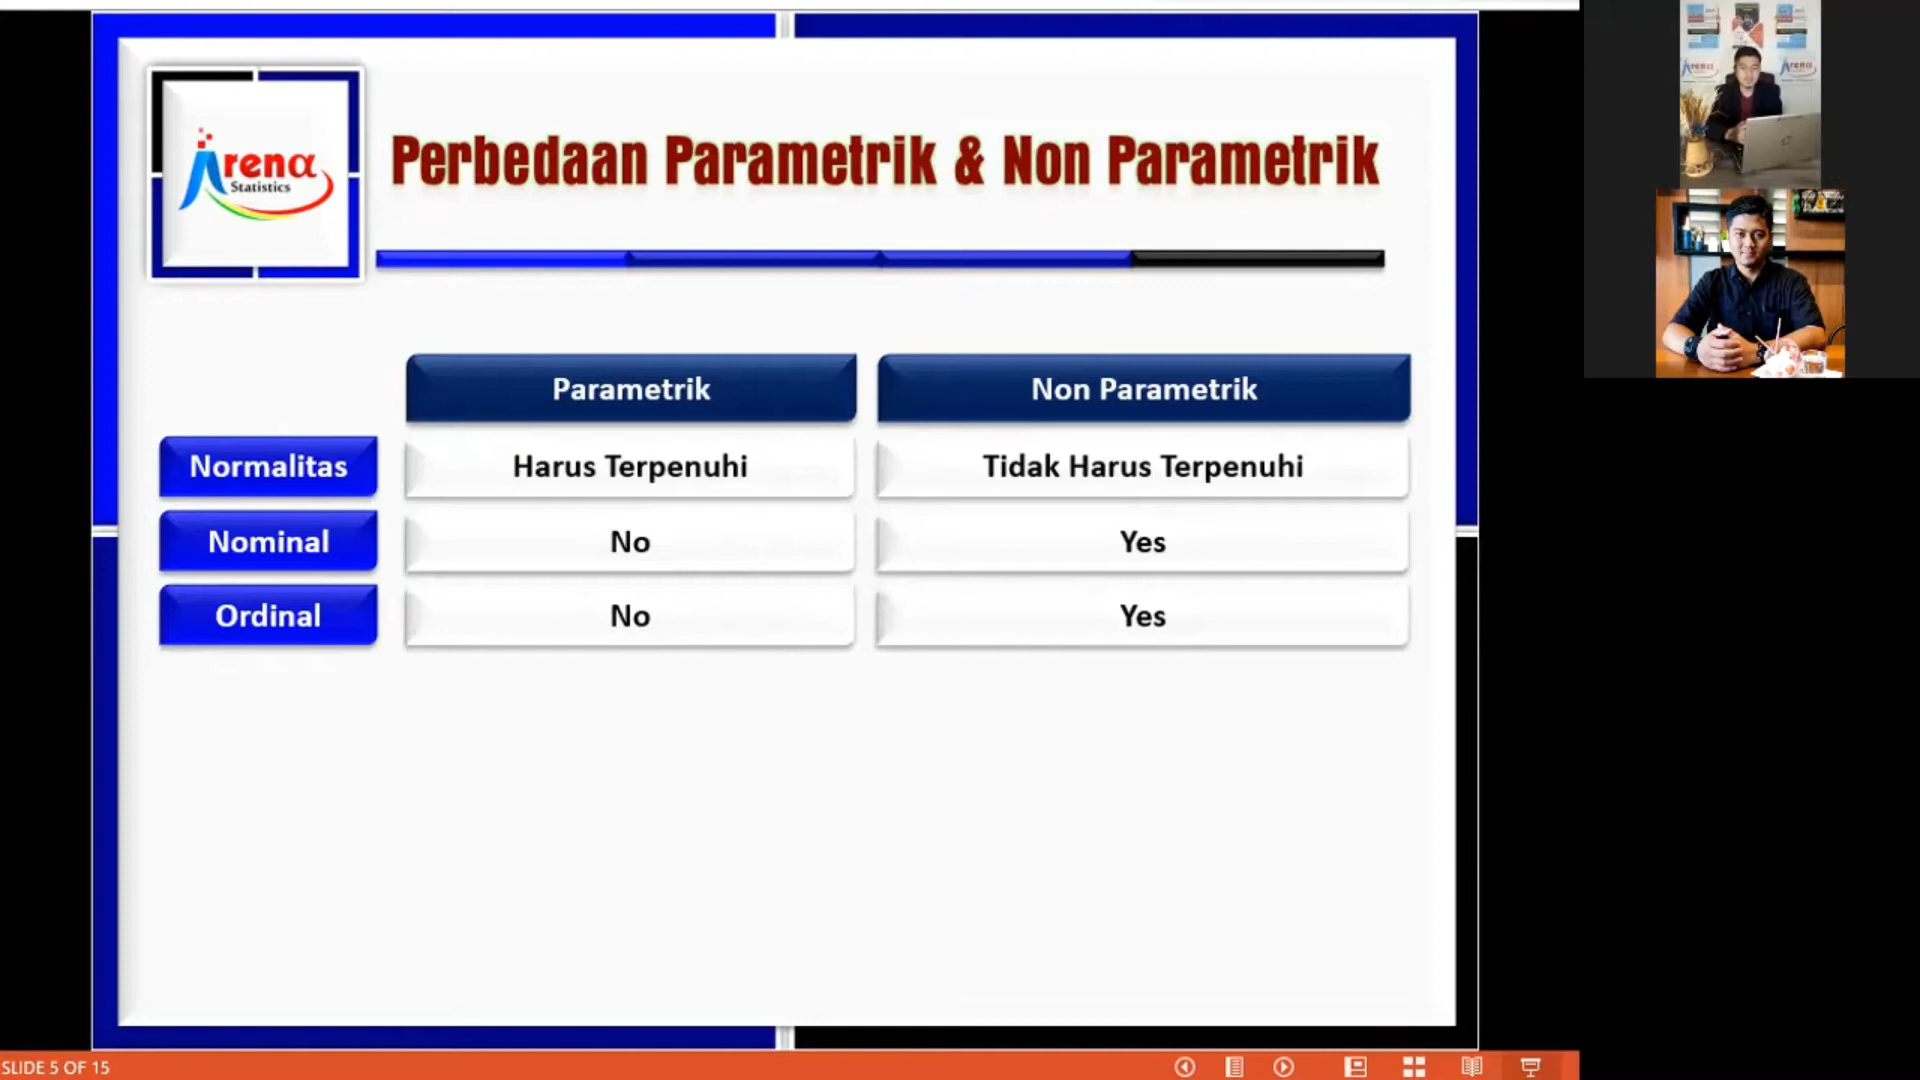 Arenα
Statistics
Perbedaan Parametrik & Non Parametrik
Parametrik
Non Parametrik
Normalitas
Harus Terpenuhi
Tidak Harus Terpenuhi
Nominal
No
Yes
Ordinal
No
Yes
SLIDE 5 OF 15